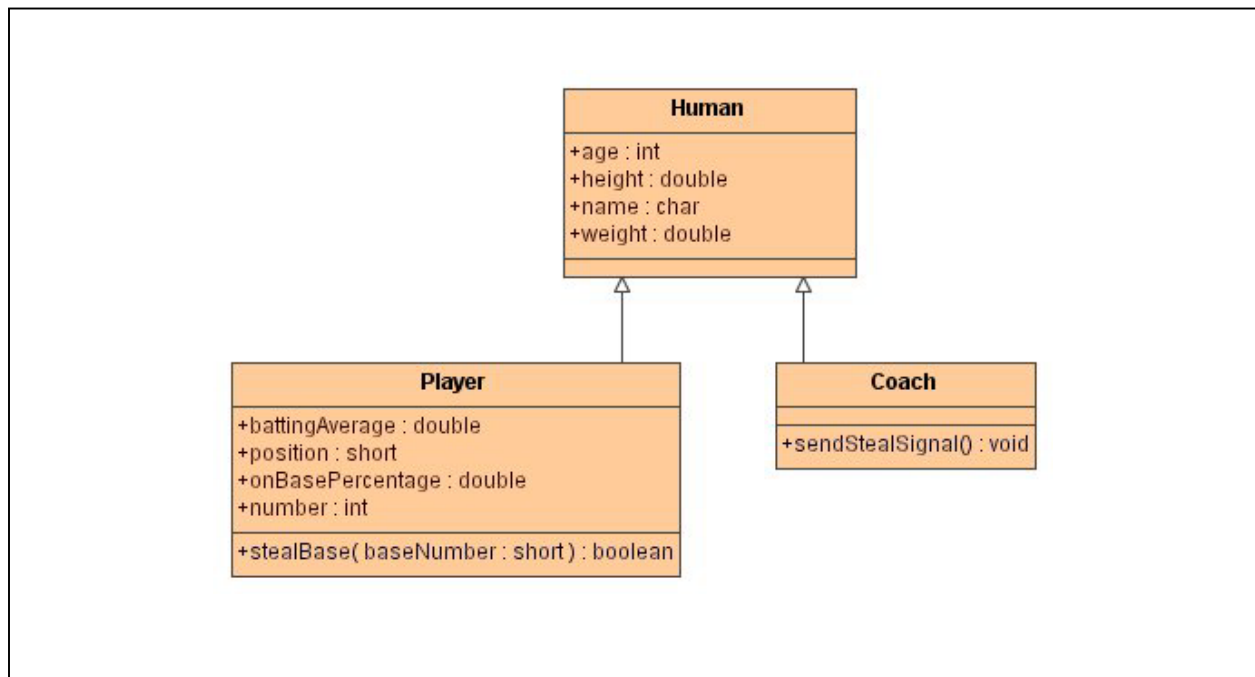 Human
+age : int
+height : double
+name : char
+weight : double
Player
+battingAverage : double
+position : short
+onBasePercentage : double
+number : int
+stealBase( baseNumber : short ) : boolean
Coach
+sendStealSignal() : void